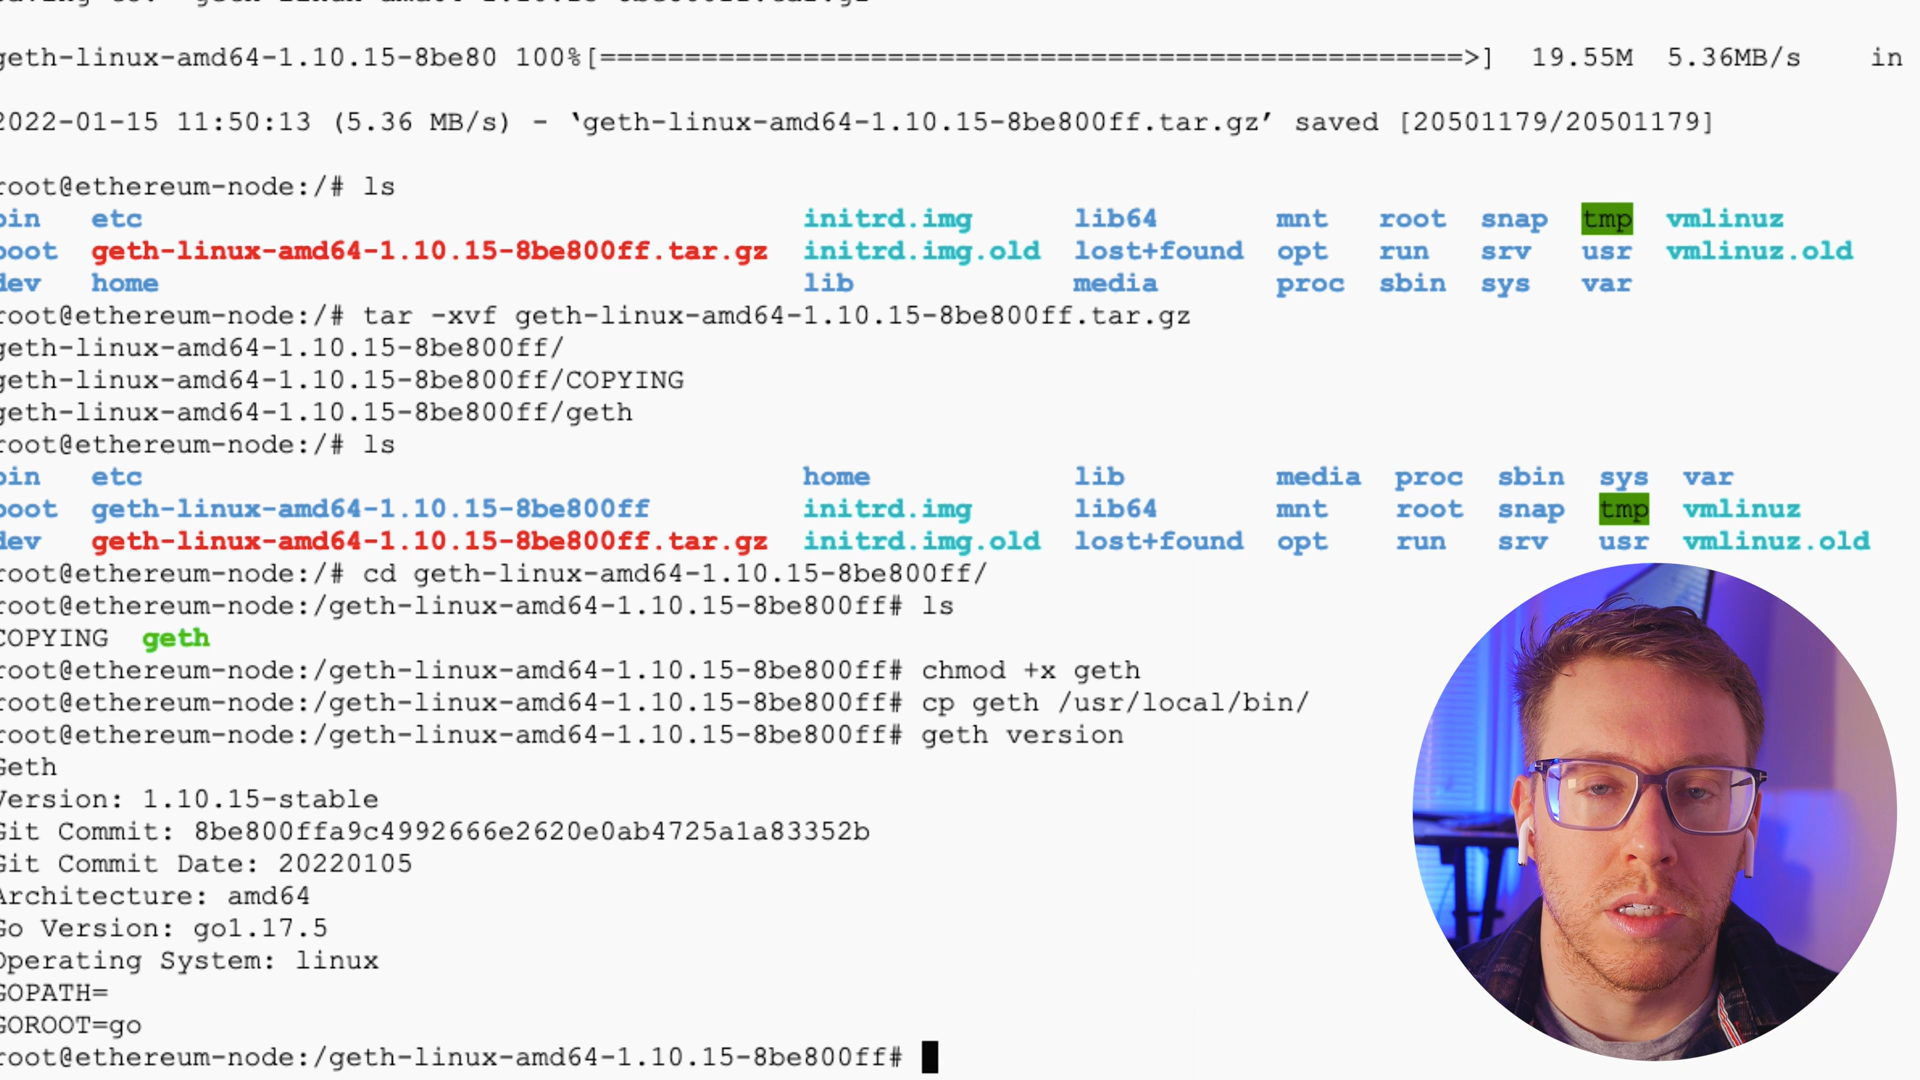 geth-linux-amd64-1.10.15-8be80 100%[===================================================>] 19.55M 5.36MB/s in
2022-01-15 11:50:13 (5.36 MB/s) - ‘geth-linux-amd64-1.10.15-8be800ff.tar.gz’ saved [20501179/20501179]
root@ethereum-node:/# ls
bin etc initrd.img lib64 mnt root snap tmp vmlinuz
boot geth-linux-amd64-1.10.15-8be800ff.tar.gz initrd.img.old lost+found opt run srv usr vmlinuz.old
dev home lib media proc sbin sys var
root@ethereum-node:/# tar -xvf geth-linux-amd64-1.10.15-8be800ff.tar.gz
geth-linux-amd64-1.10.15-8be800ff/
geth-linux-amd64-1.10.15-8be800ff/COPYING
geth-linux-amd64-1.10.15-8be800ff/geth
root@ethereum-node:/# ls
bin etc home lib media proc sbin sys var
boot geth-linux-amd64-1.10.15-8be800ff initrd.img lib64 mnt root snap tmp vmlinuz
dev geth-linux-amd64-1.10.15-8be800ff.tar.gz initrd.img.old lost+found opt run srv usr vmlinuz.old
root@ethereum-node:/# cd geth-linux-amd64-1.10.15-8be800ff/
root@ethereum-node:/geth-linux-amd64-1.10.15-8be800ff# ls
COPYING geth
root@ethereum-node:/geth-linux-amd64-1.10.15-8be800ff# chmod +x geth
root@ethereum-node:/geth-linux-amd64-1.10.15-8be800ff# cp geth /usr/local/bin/
root@ethereum-node:/geth-linux-amd64-1.10.15-8be800ff# geth version
Geth
Version: 1.10.15-stable
Git Commit: 8be800ffa9c4992666e2620e0ab4725a1a83352b
Git Commit Date: 20220105
Architecture: amd64
Go Version: go1.17.5
Operating System: linux
GOPATH=
GOROOT=go
root@ethereum-node:/geth-linux-amd64-1.10.15-8be800ff#